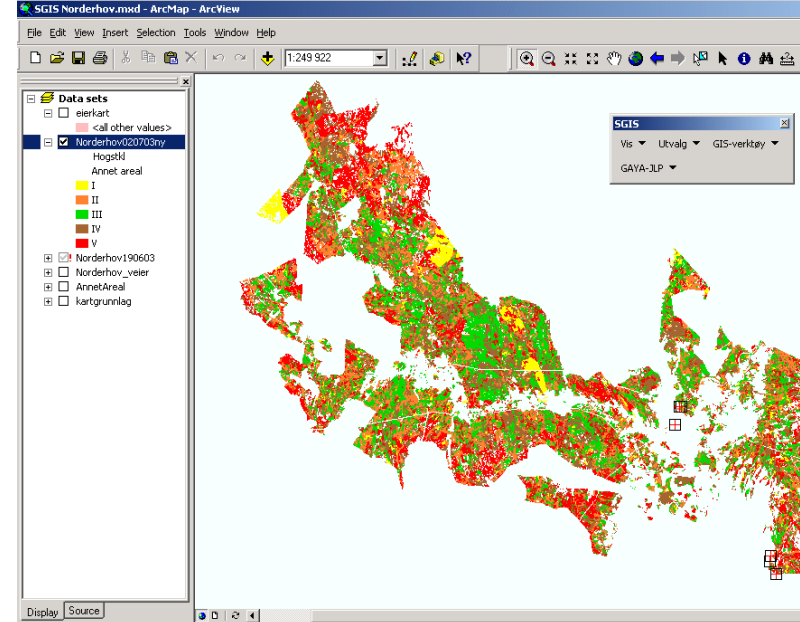 SGIS Norderhov.mxd - ArcMap - ArcView
File Edit View Insert Selection Tools Window Help
1:249 922
Data sets
eierkart
<all other values>
Norderhov020703ny
Hogstkl
Annet areal
I
II
III
IV
V
Norderhov190603
Norderhov_veier
AnnetAreal
kartgrunnlag
Display Source
SGIS
Vis Utvalg GIS-verktøy
GAYA-JLP